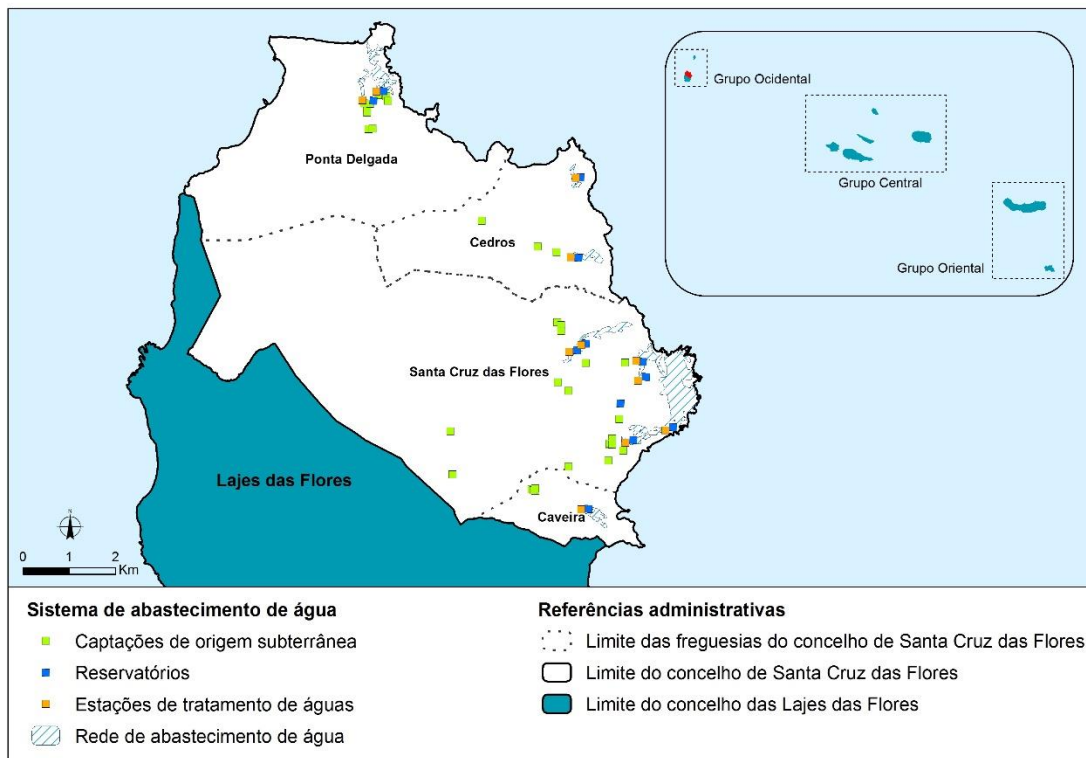 Grupo Ocidental
Grupo Central
Grupo Oriental
Ponta Delgada
Cedros
Santa Cruz das Flores
Lajes das Flores
Caveira
N
0 1 2
Km
Sistema de abastecimento de água
Captações de origem subterrânea
Reservatórios
Estações de tratamento de águas
Rede de abastecimento de água
Referências administrativas
Limite das freguesias do concelho de Santa Cruz das Flores
Limite do concelho de Santa Cruz das Flores
Limite do concelho das Lajes das Flores